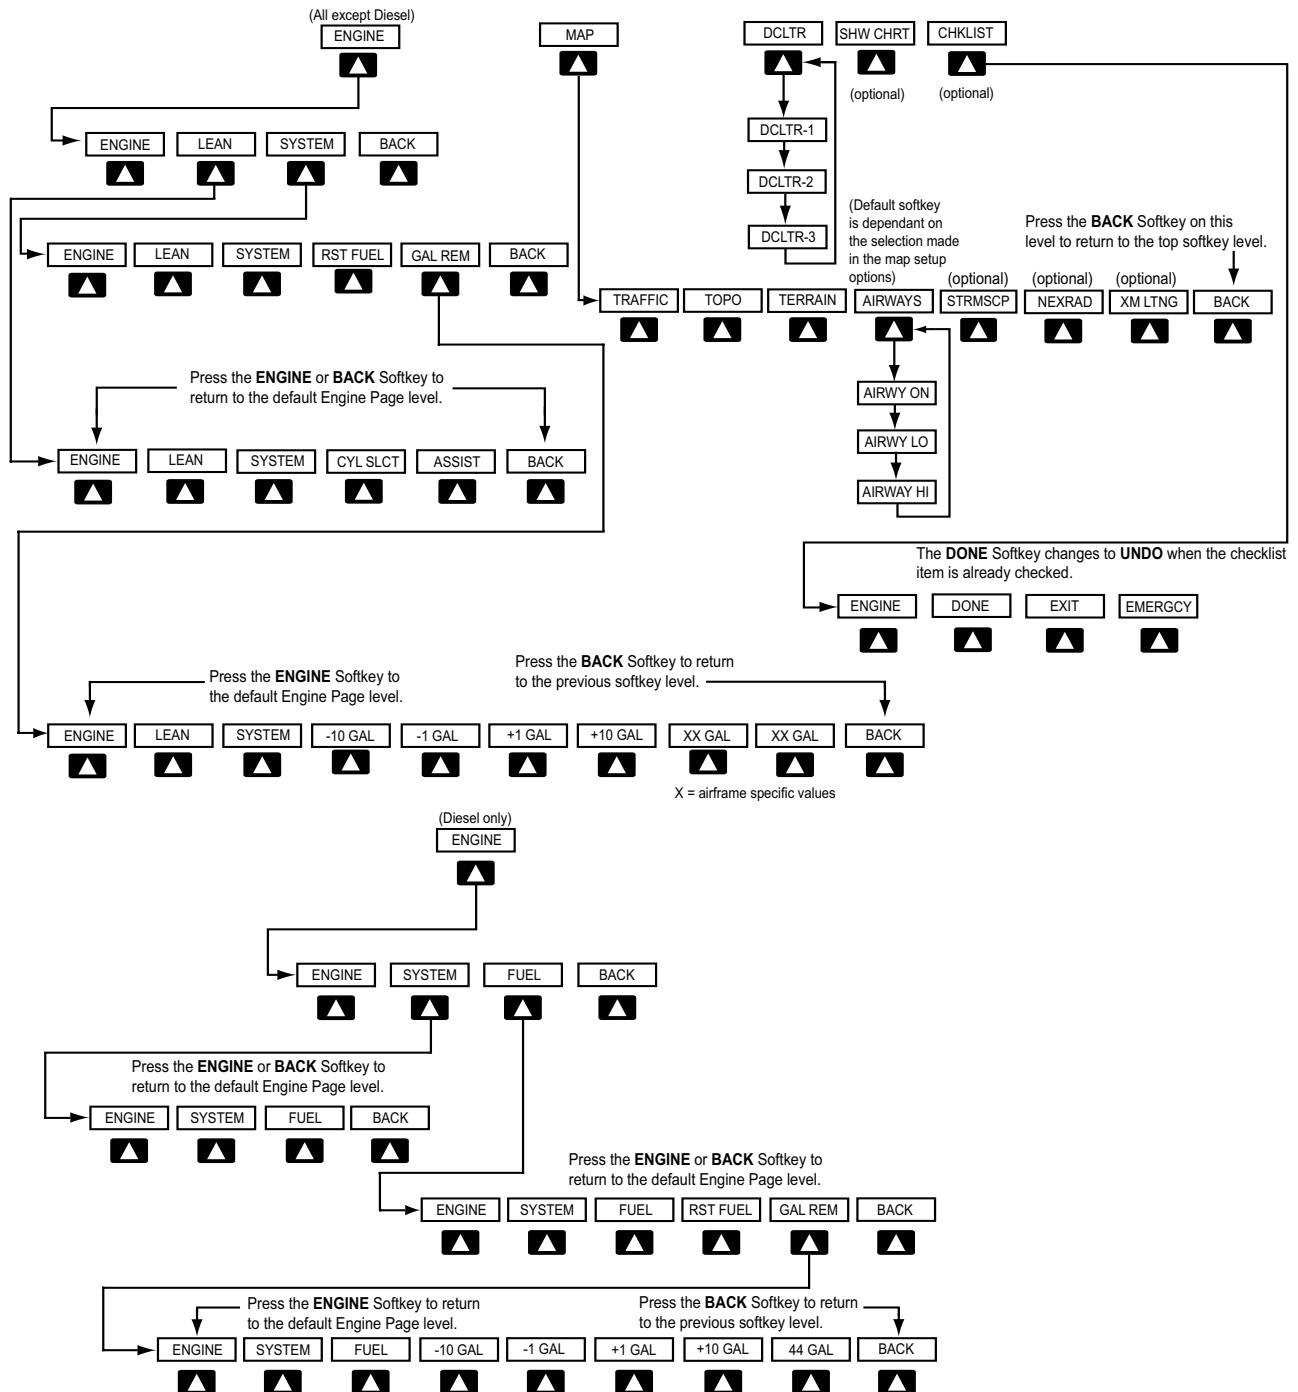 (All except Diesel)
ENGINE
MAP
DCLTR
SHW CHRT
CHKLIST
(optional)
(optional)
DCLTR-1
DCLTR-2
DCLTR-3
ENGINE
LEAN
SYSTEM
BACK
ENGINE
LEAN
SYSTEM
RST FUEL
GAL REM
BACK
(Default softkey
is dependant on
the selection made
in the map setup
options)
Press the BACK Softkey on this
level to return to the top softkey level.
(optional)
(optional)
(optional)
TRAFFIC
TOPO
TERRAIN
AIRWAYS
STRMSCP
NEXRAD
XM LTNG
BACK
AIRWY ON
AIRWY LO
AIRWAY HI
Press the ENGINE or BACK Softkey to
return to the default Engine Page level.
ENGINE
LEAN
SYSTEM
CYL SLCT
ASSIST
BACK
The DONE Softkey changes to UNDO when the checklist
item is already checked.
ENGINE
DONE
EXIT
EMERGCY
Press the ENGINE Softkey to
the default Engine Page level.
Press the BACK Softkey to return
to the previous softkey level.
ENGINE
LEAN
SYSTEM
-10 GAL
-1 GAL
+1 GAL
+10 GAL
XX GAL
XX GAL
BACK
X = airframe specific values
(Diesel only)
ENGINE
ENGINE
SYSTEM
FUEL
BACK
Press the ENGINE or BACK Softkey to
return to the default Engine Page level.
ENGINE
SYSTEM
FUEL
BACK
Press the ENGINE or BACK Softkey to
return to the default Engine Page level.
ENGINE
SYSTEM
FUEL
RST FUEL
GAL REM
BACK
Press the ENGINE Softkey to return
to the default Engine Page level.
Press the BACK Softkey to return
to the previous softkey level.
ENGINE
SYSTEM
FUEL
-10 GAL
-1 GAL
+1 GAL
+10 GAL
44 GAL
BACK